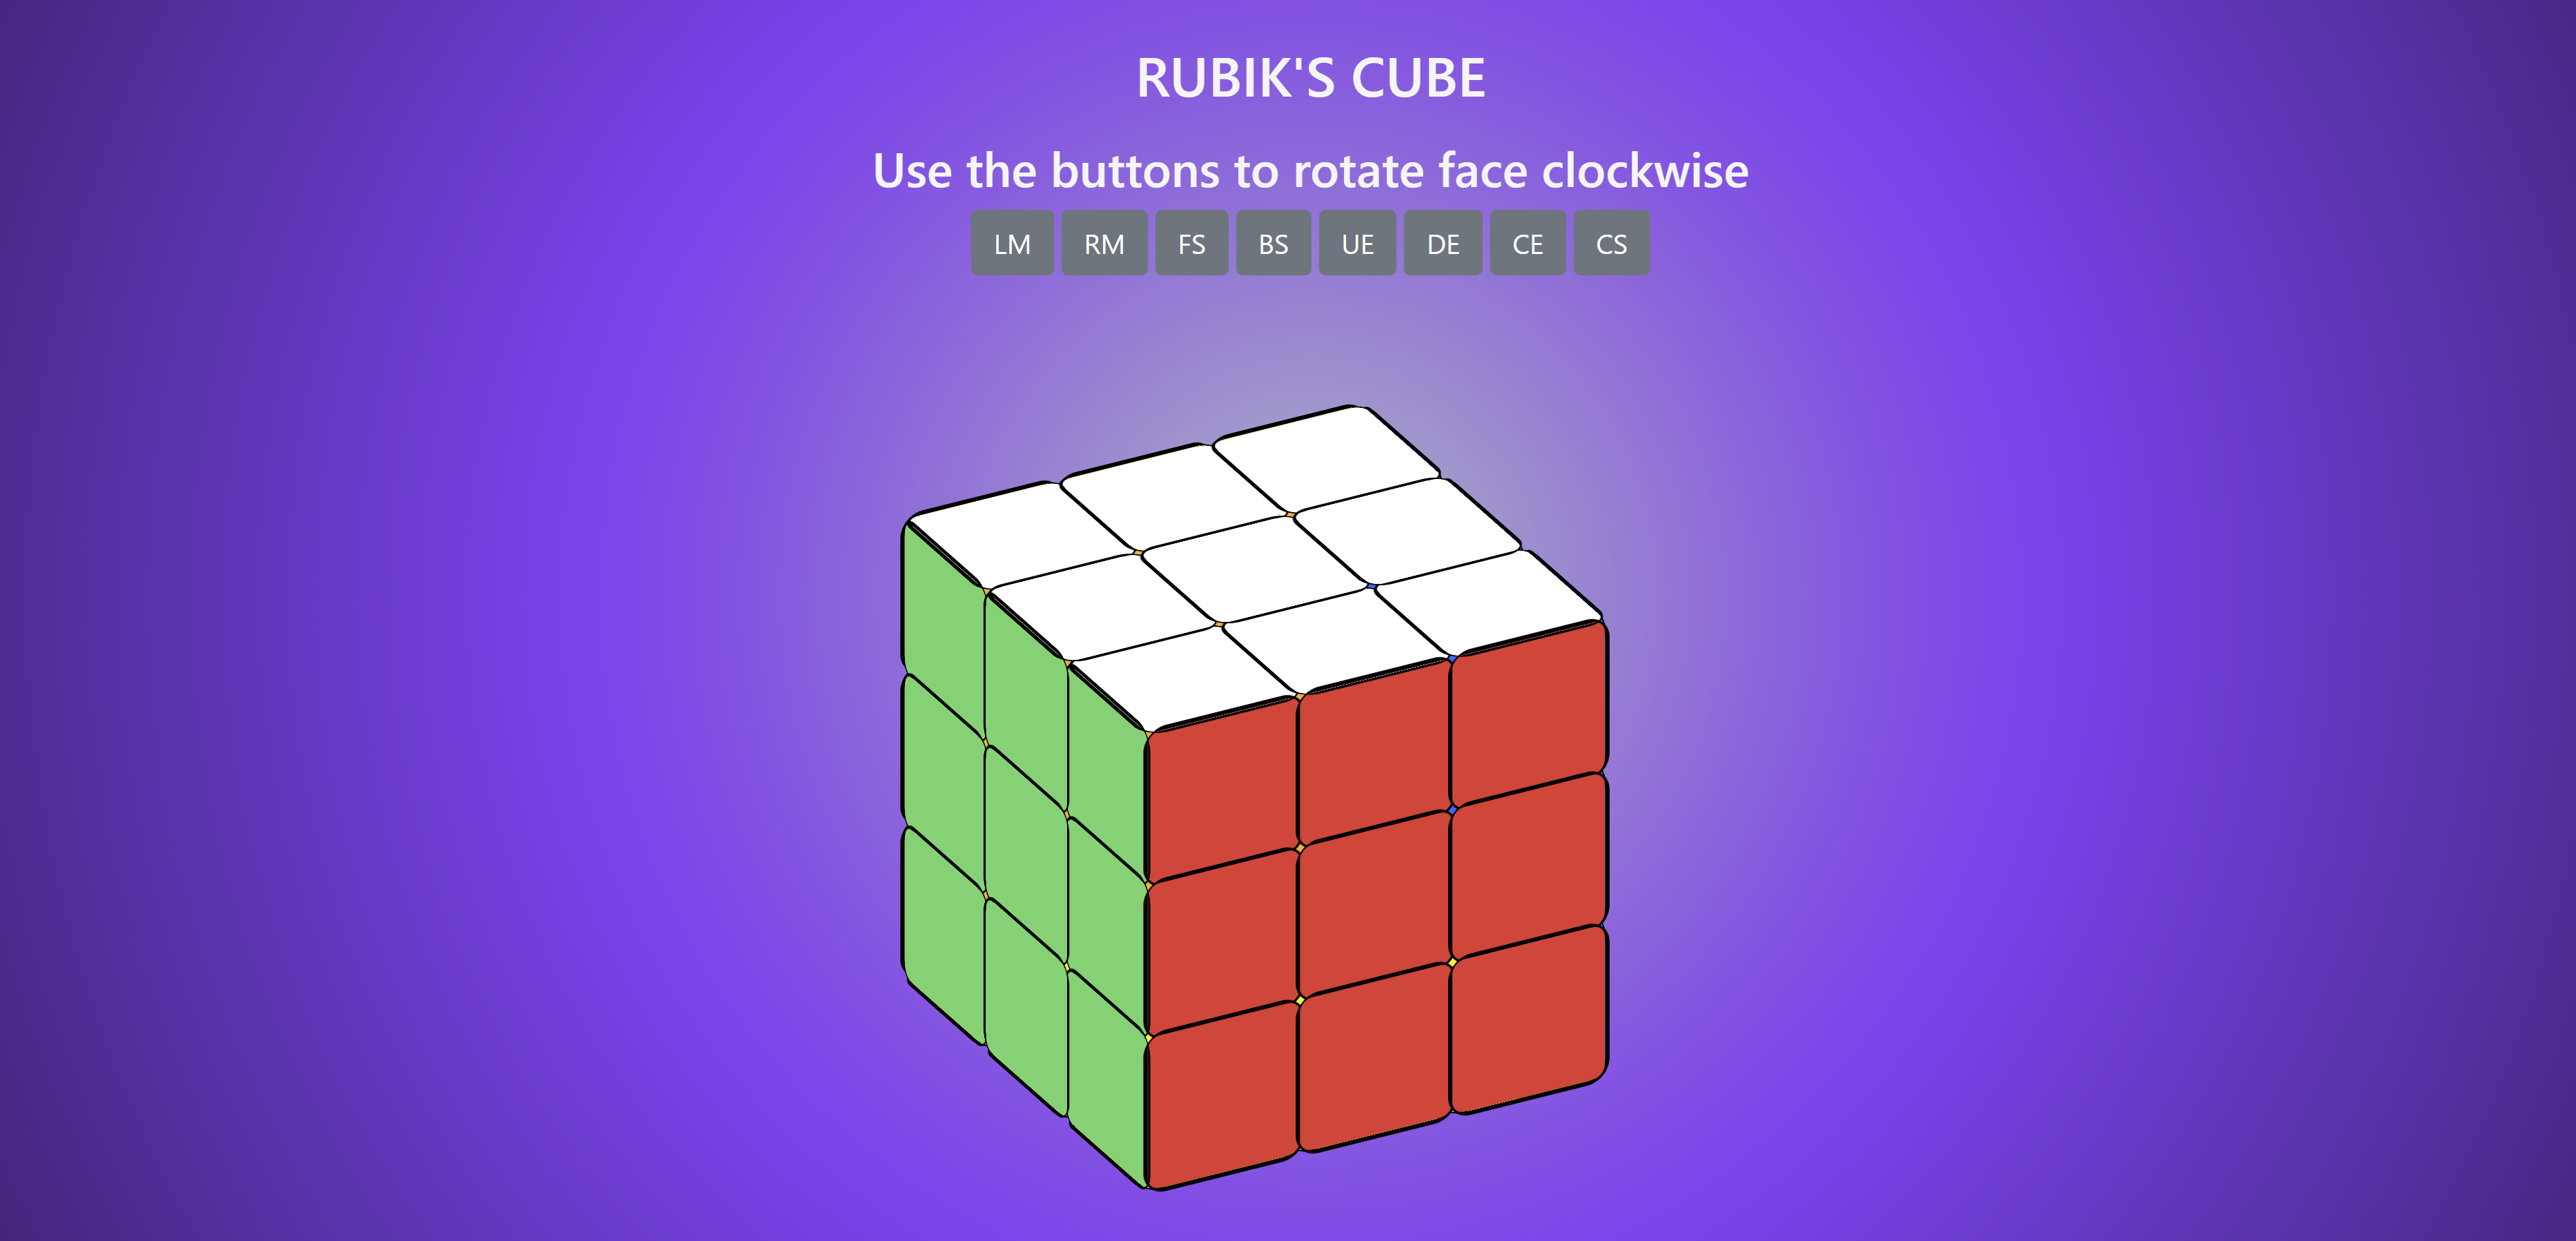 RUBIK'S CUBE
Use the buttons to rotate face clockwise
LM RM FS BS UE DE CE CS